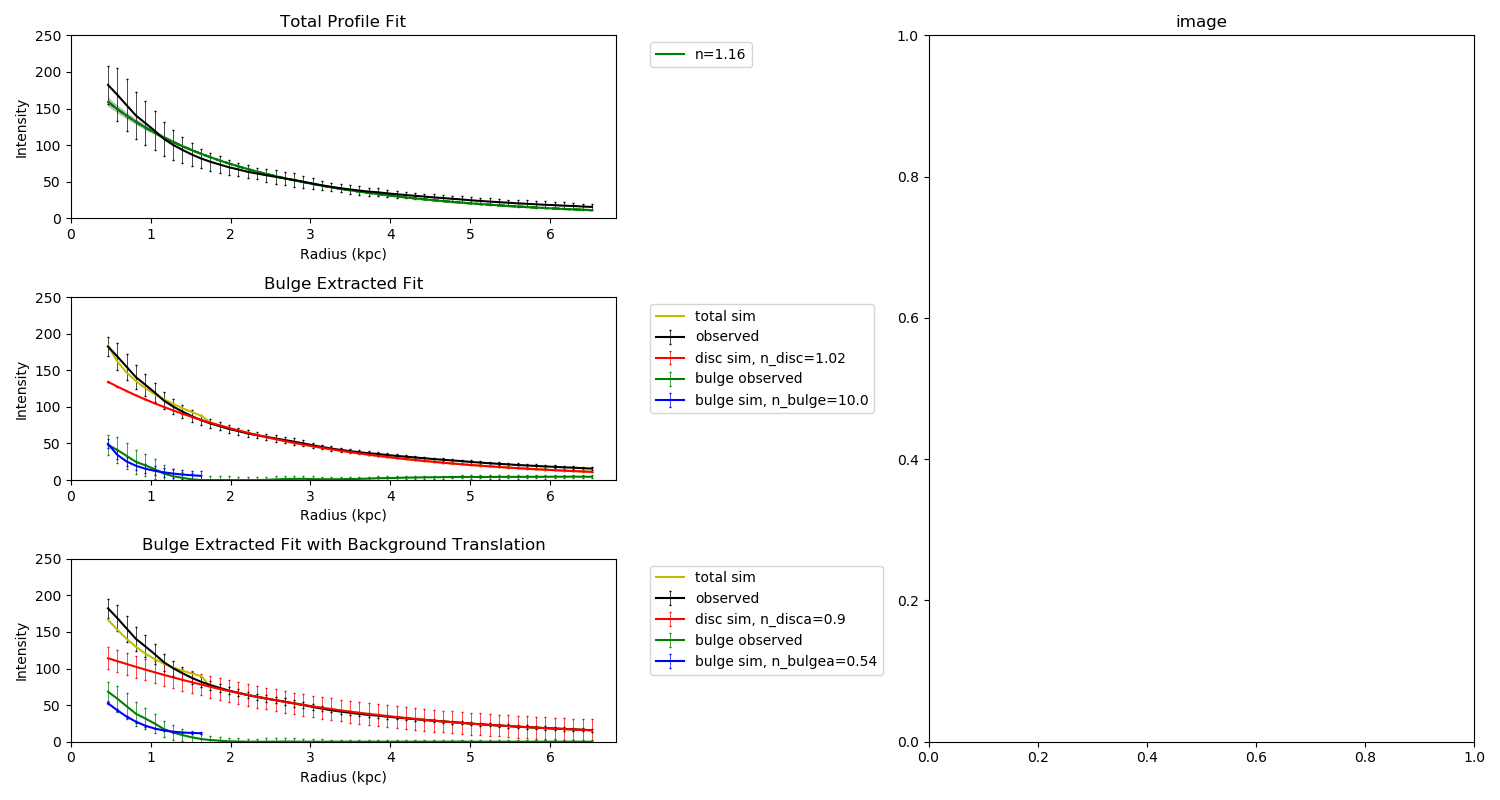 Total Profile Fit
250
200
150
100
50
0
Intensity
0 1 2 3 4 5 6
Radius (kpc)
n=1.16
Bulge Extracted Fit
250
200
150
100
50
0
Intensity
0 1 2 3 4 5 6
Radius (kpc)
total sim
observed
disc sim, n_disc=1.02
bulge observed
bulge sim, n_bulge=10.0
Bulge Extracted Fit with Background Translation
250
200
150
100
50
0
Intensity
0 1 2 3 4 5 6
Radius (kpc)
total sim
observed
disc sim, n_disca=0.9
bulge observed
bulge sim, n_bulgea=0.54
image
1.0
0.8
0.6
0.4
0.2
0.0
0.0 0.2 0.4 0.6 0.8 1.0